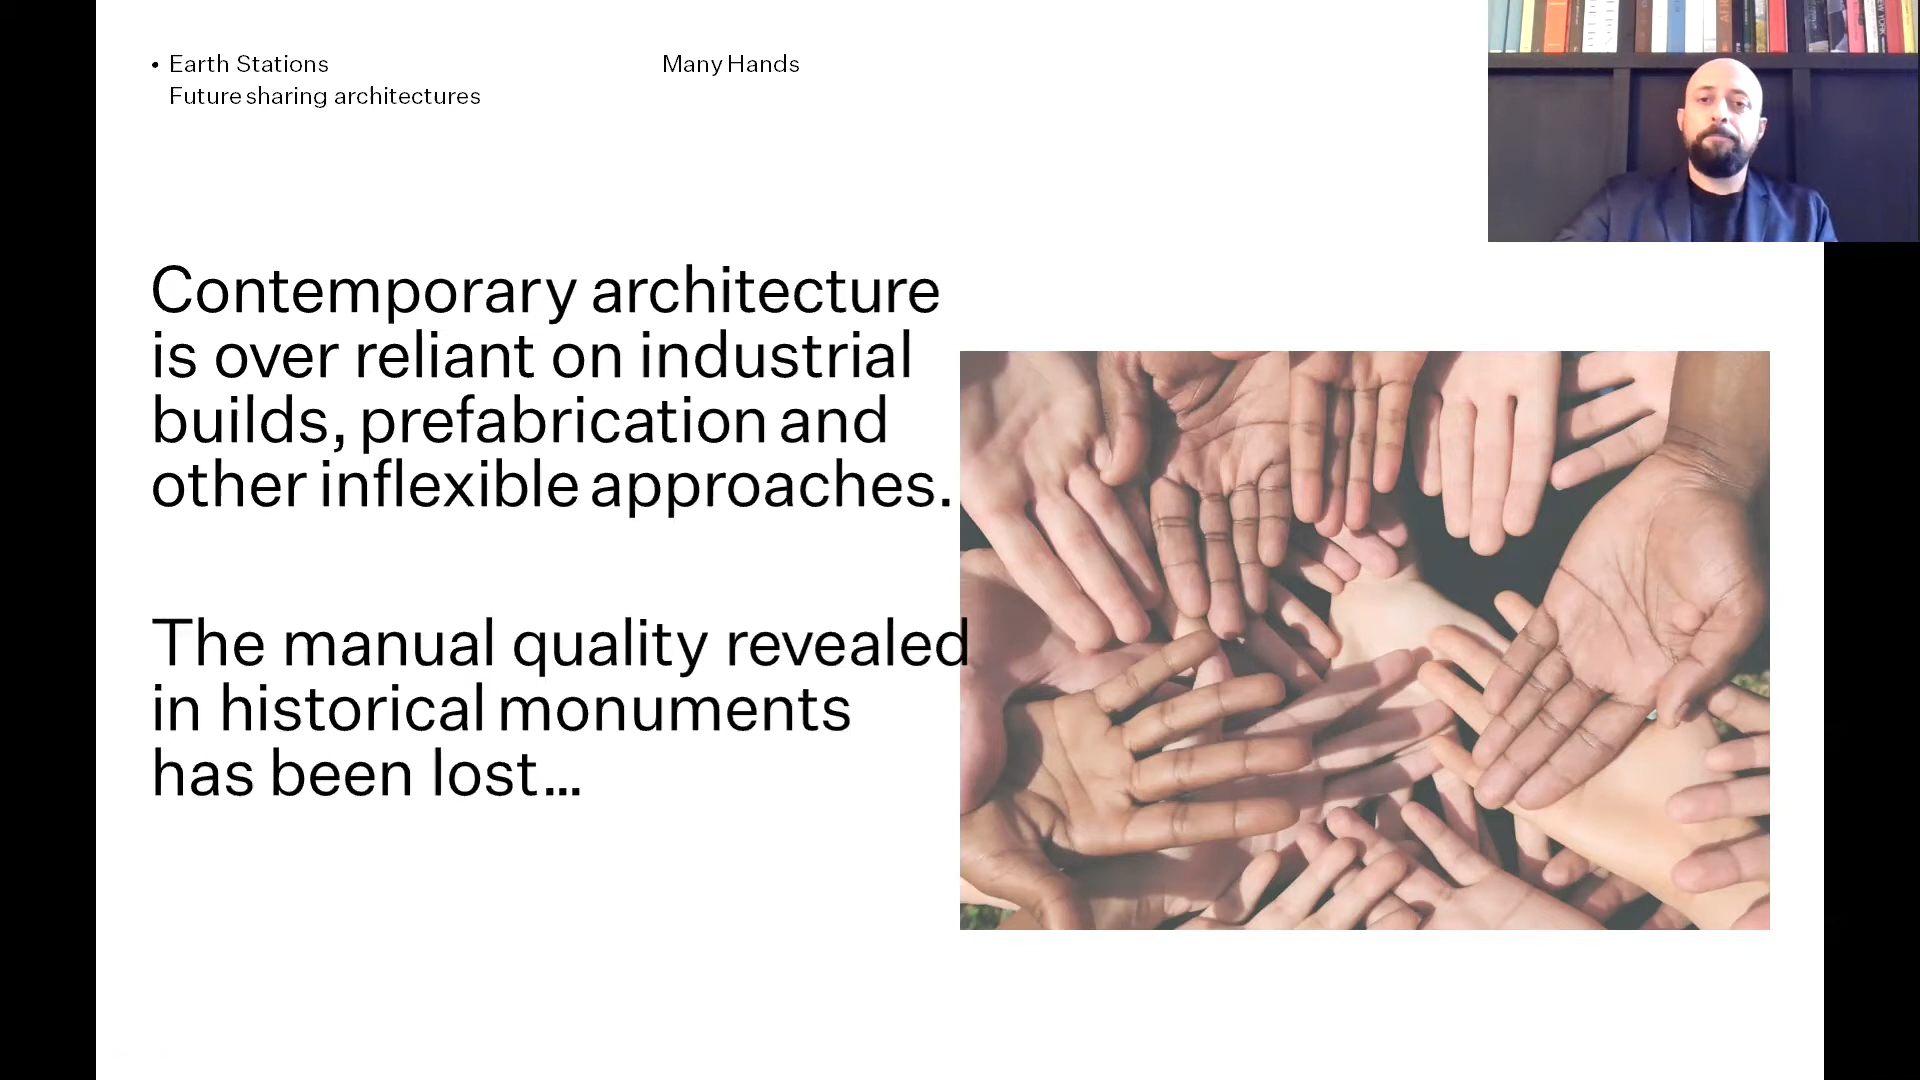 • Earth Stations
Future sharing architectures
Many Hands
Contemporary architecture
is over reliant on industrial
builds, prefabrication and
other inflexible approaches.
The manual quality revealed
in historical monuments
has been lost...